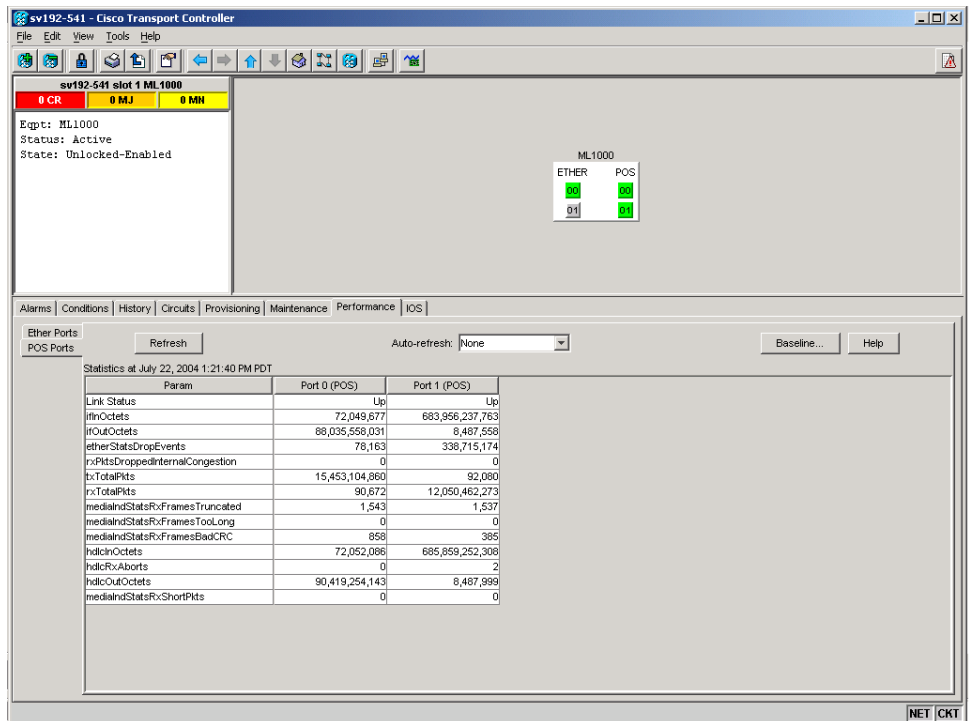 sv192-541 - Cisco Transport Controller
File Edit View Tools Help
sv192-541 slot 1 ML1000
0 CR 0 MJ 0 MN
Eqpt: ML1000
Status: Active
State: Unlocked-Enabled
ML1000
ETHER POS
00 00
01 01
Alarms Conditions History Circuits Provisioning Maintenance Performance IOS
Ether Ports
POS Ports
Refresh Auto-refresh: None Baseline... Help
Statistics at July 22, 2004 1:21:40 PM PDT
Param Port 0 (POS) Port 1 (POS)
Link Status Up Up
ifInOctets 72,049,677 683,956,237,763
ifOutOctets 88,035,558,031 8,487,558
etherStatsDropEvents 78,163 338,715,174
rxPktsDroppedInternalCongestion 0 0
txTotalPkts 15,453,104,860 92,080
rxTotalPkts 90,672 12,050,462,273
mediaIndStatsRxFramesTruncated 1,543 1,537
mediaIndStatsRxFramesTooLong 0 0
mediaIndStatsRxFramesBadCRC 858 385
hdlcInOctets 72,052,086 685,859,252,308
hdlcRxAborts 0 2
hdlcOutOctets 90,419,254,143 8,487,999
mediaIndStatsRxShortPkts 0 0
NET CKT